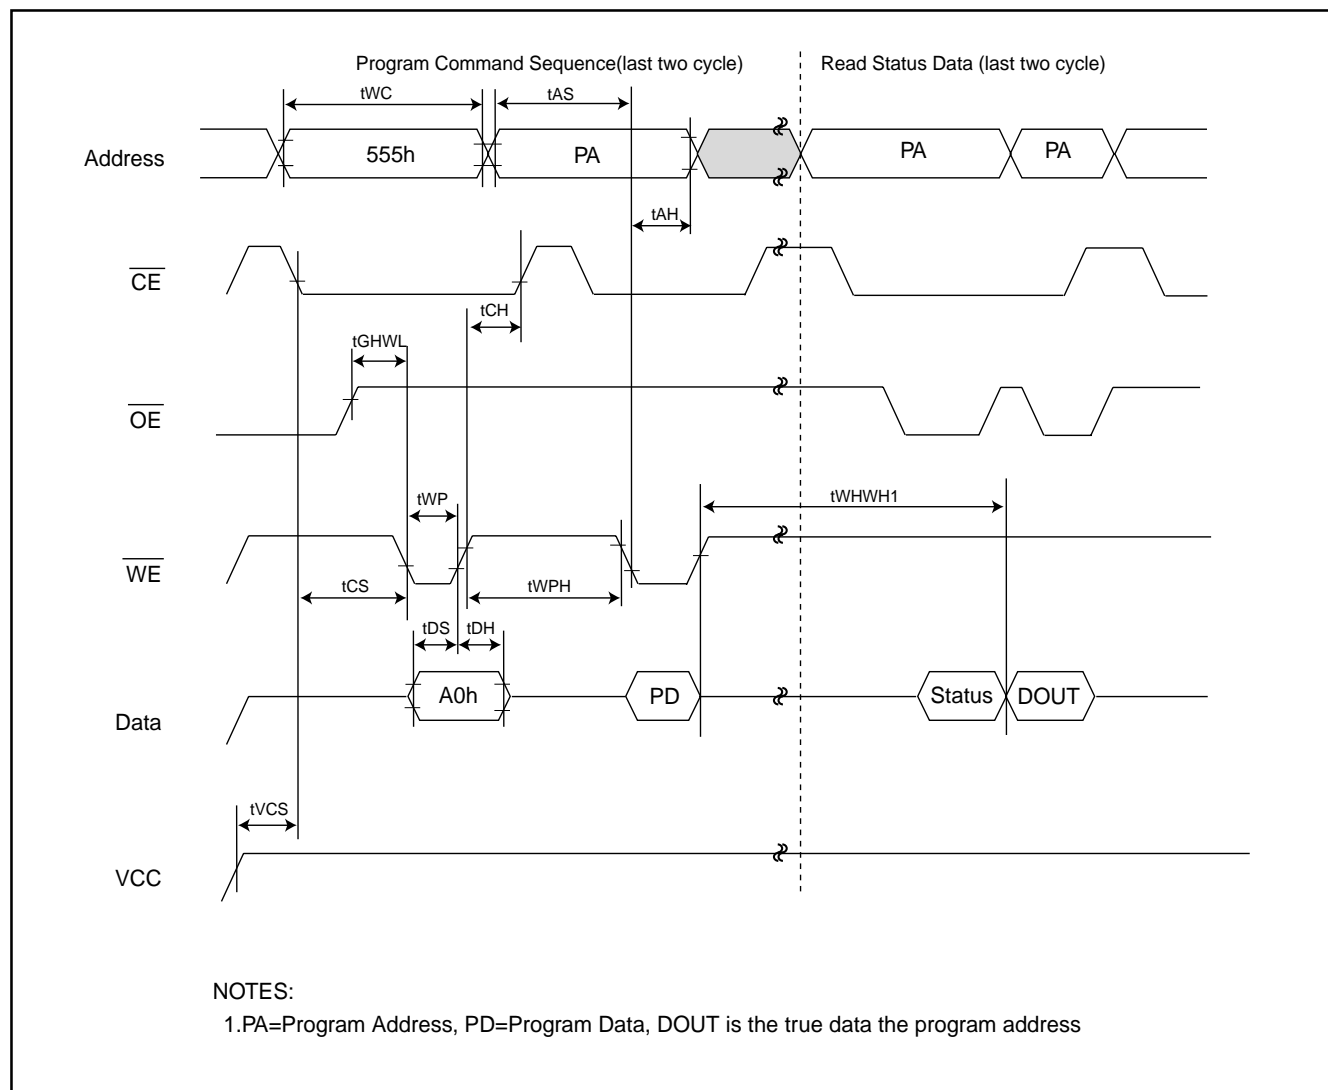 Program Command Sequence(last two cycle) Read Status Data (last two cycle)
tWC tAS
Address 555h PA PA PA
tAH
CE
tCH
tGHWL
OE
tWP tWHWH1
WE
tCS tWPH
tDS tDH
Data A0h PD Status DOUT
tVCS
VCC
NOTES:
1.PA=Program Address, PD=Program Data, DOUT is the true data the program address